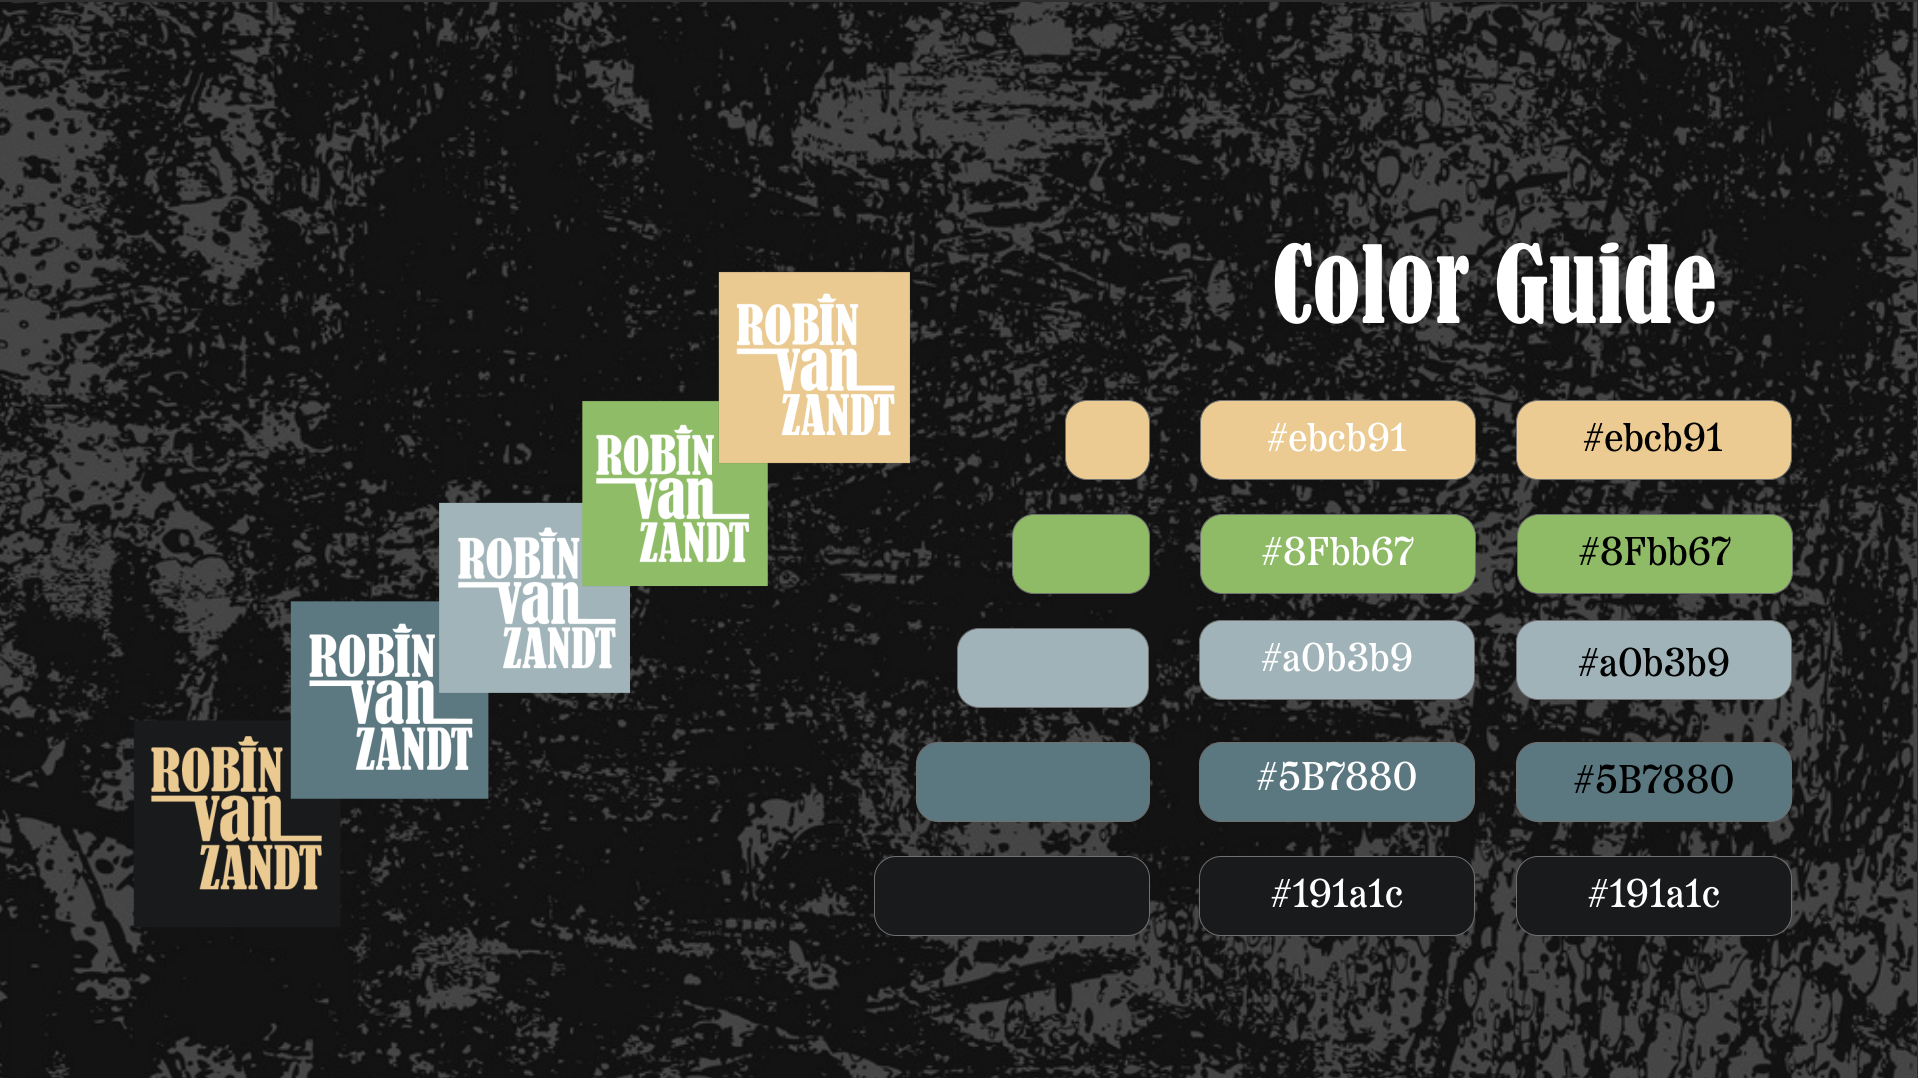 Color Guide
ROBIN
van
ZANDT
ROBIN
van
ZANDT
ROBIN
van
ZANDT
ROBIN
van
ZANDT
ROBIN
van
ZANDT
#ebcb91
#ebcb91
#8Fbb67
#8Fbb67
#a0b3b9
#a0b3b9
#5B7880
#5B7880
#191a1c
#191a1c